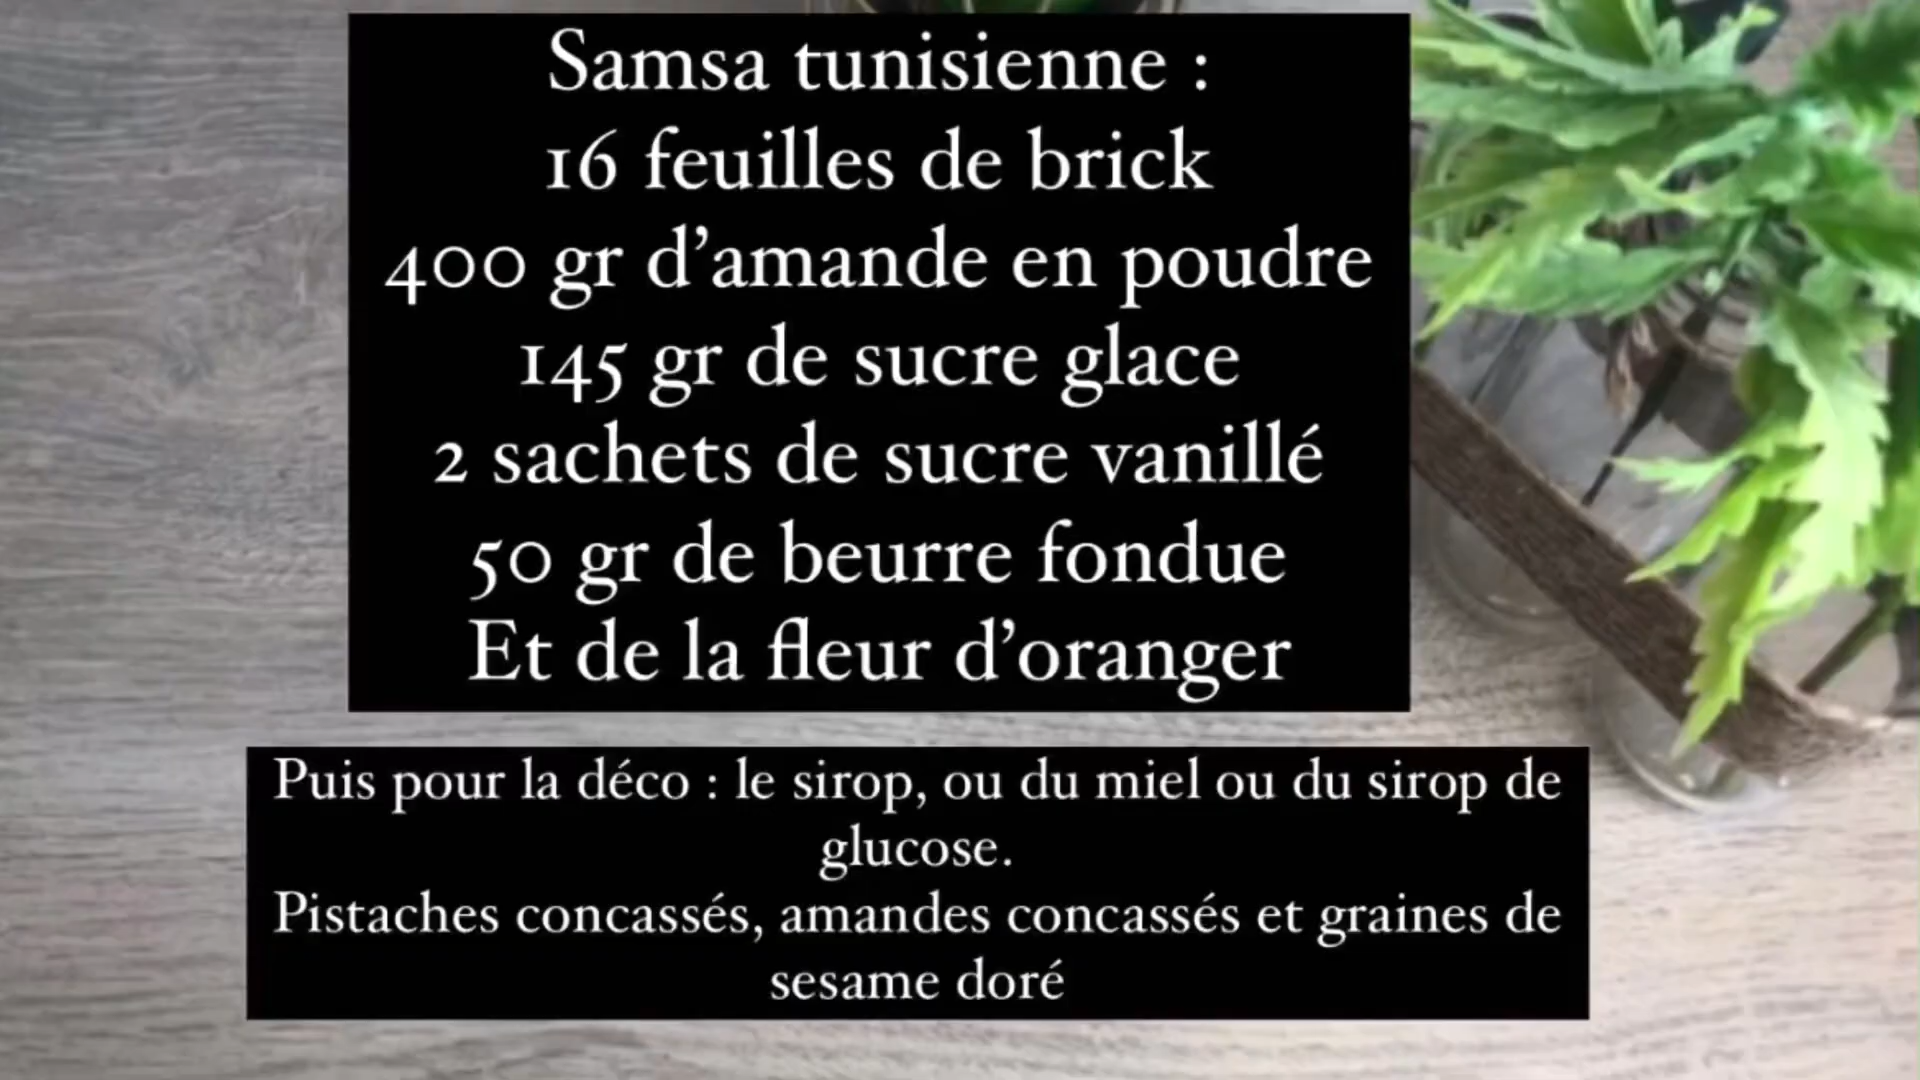 Samsa tunisienne :
16 feuilles de brick
400 gr d’amande en poudre
145 gr de sucre glace
2 sachets de sucre vanillé
50 gr de beurre fondue
Et de la fleur d’oranger
Puis pour la déco : le sirop, ou du miel ou du sirop de
glucose.
Pistaches concassés, amandes concassés et graines de
sesame doré